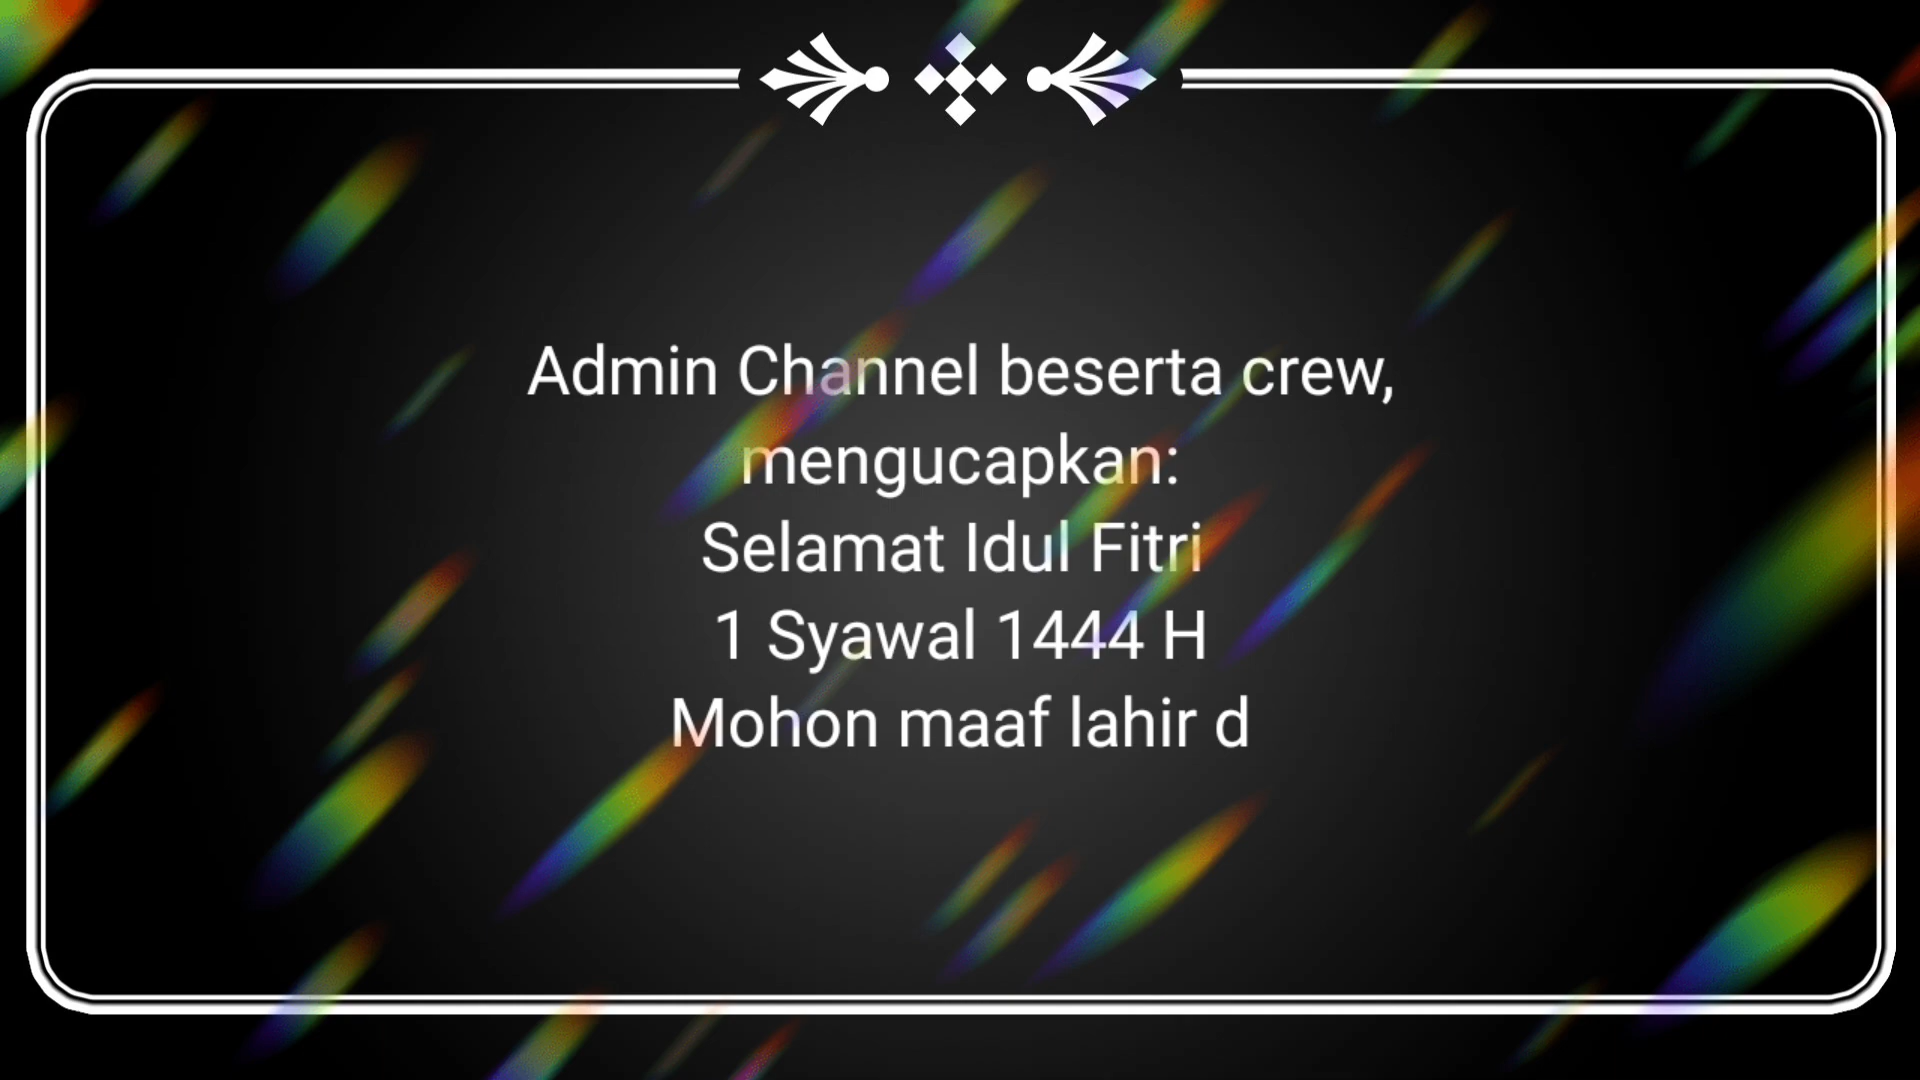 Admin Channel beserta crew,
mengucapkan:
Selamat Idul Fitri
1 Syawal 1444 H
Mohon maaf lahir d